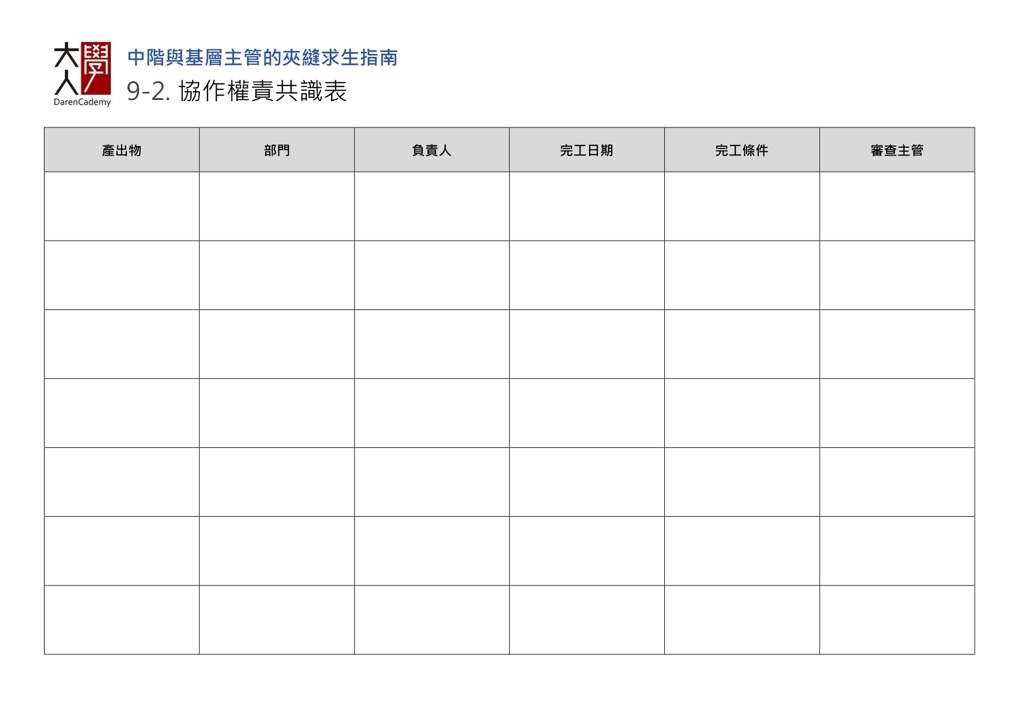 大人學
DarenCademy
中階與基層主管的夾縫求生指南
9-2. 協作權責共識表
產出物 部門 負責人 完工日期 完工條件 審查主管